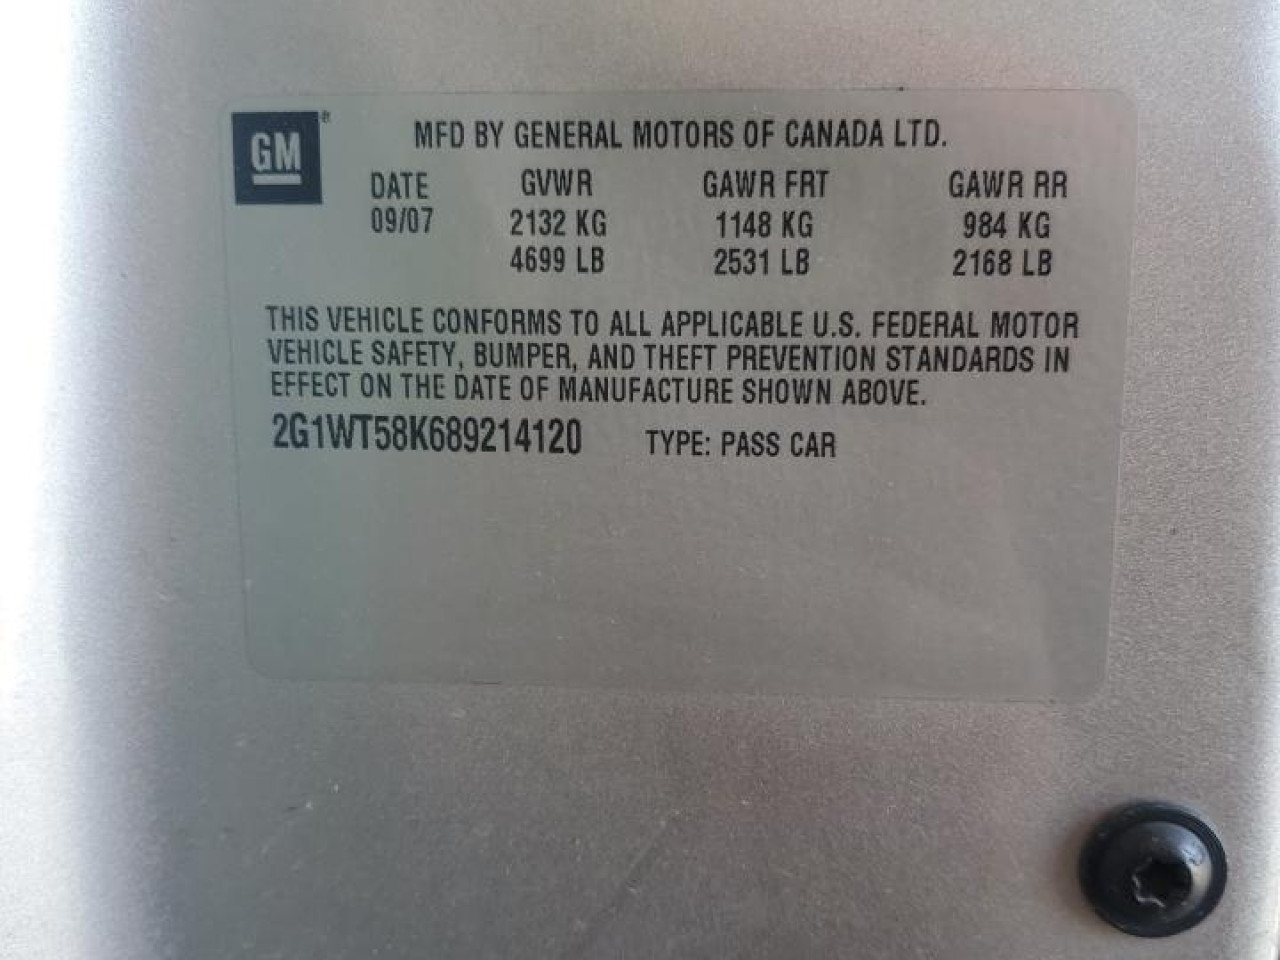 GM®
MFD BY GENERAL MOTORS OF CANADA LTD.
DATE GVWR GAWR FRT GAWR RR
09/07 2132 KG 1148 KG 984 KG
4699 LB 2531 LB 2168 LB
THIS VEHICLE CONFORMS TO ALL APPLICABLE U.S. FEDERAL MOTOR
VEHICLE SAFETY, BUMPER, AND THEFT PREVENTION STANDARDS IN
EFFECT ON THE DATE OF MANUFACTURE SHOWN ABOVE.
2G1WT58K689214120 TYPE: PASS CAR